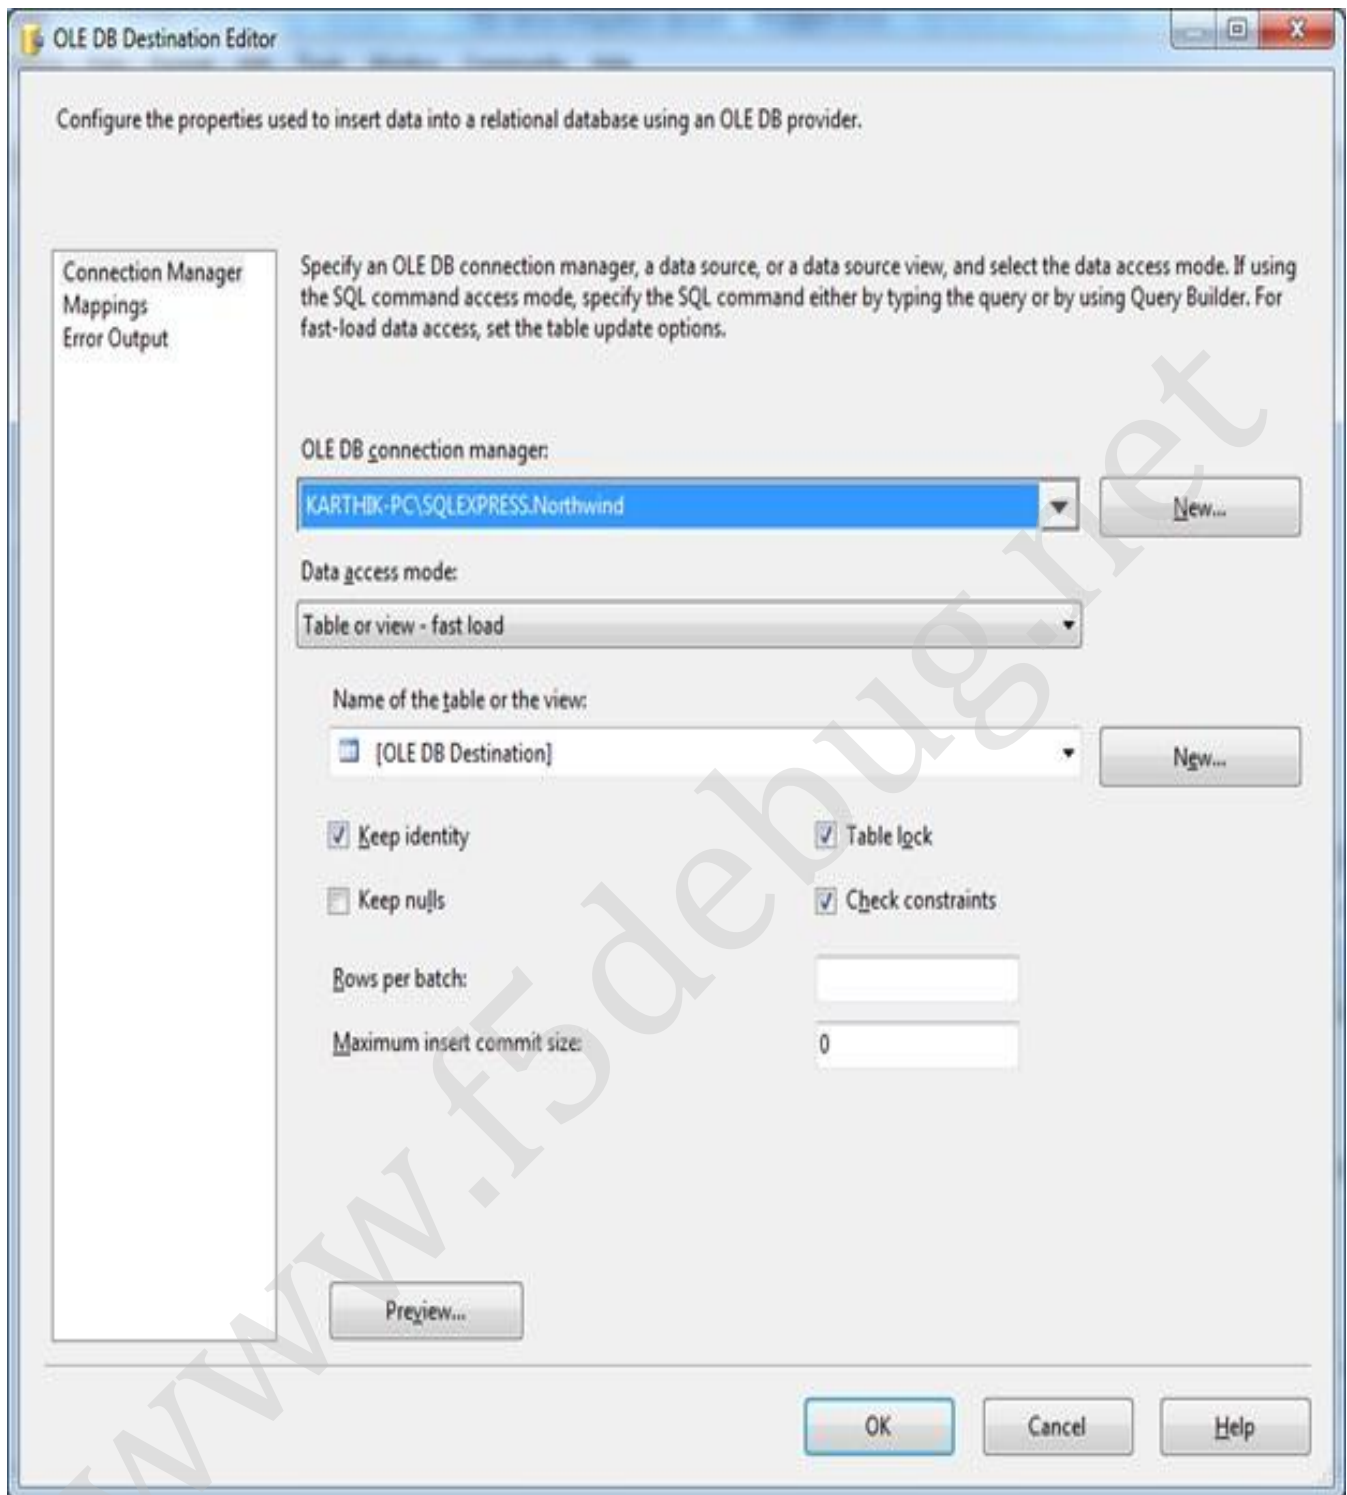 OLE DB Destination Editor
Configure the properties used to insert data into a relational database using an OLE DB provider.
Connection Manager
Mappings
Error Output
Specify an OLE DB connection manager, a data source, or a data source view, and select the data access mode. If using
the SQL command access mode, specify the SQL command either by typing the query or by using Query Builder. For
fast-load data access, set the table update options.
OLE DB connection manager:
KARTHIK-PC\SQLEXPRESS.Northwind
New...
Data access mode:
Table or view - fast load
Name of the table or the view:
[OLE DB Destination]
New...
Keep identity
Table lock
Keep nulls
Check constraints
Rows per batch:
Maximum insert commit size:
0
Preview...
OK
Cancel
Help
www.f5debug.net